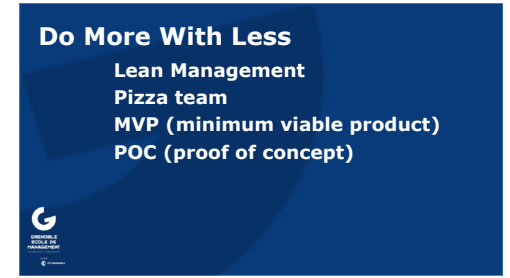 Do More With Less
Lean Management
Pizza team
MVP (minimum viable product)
POC (proof of concept)
GRENOBLE
ECOLE DE
MANAGEMENT